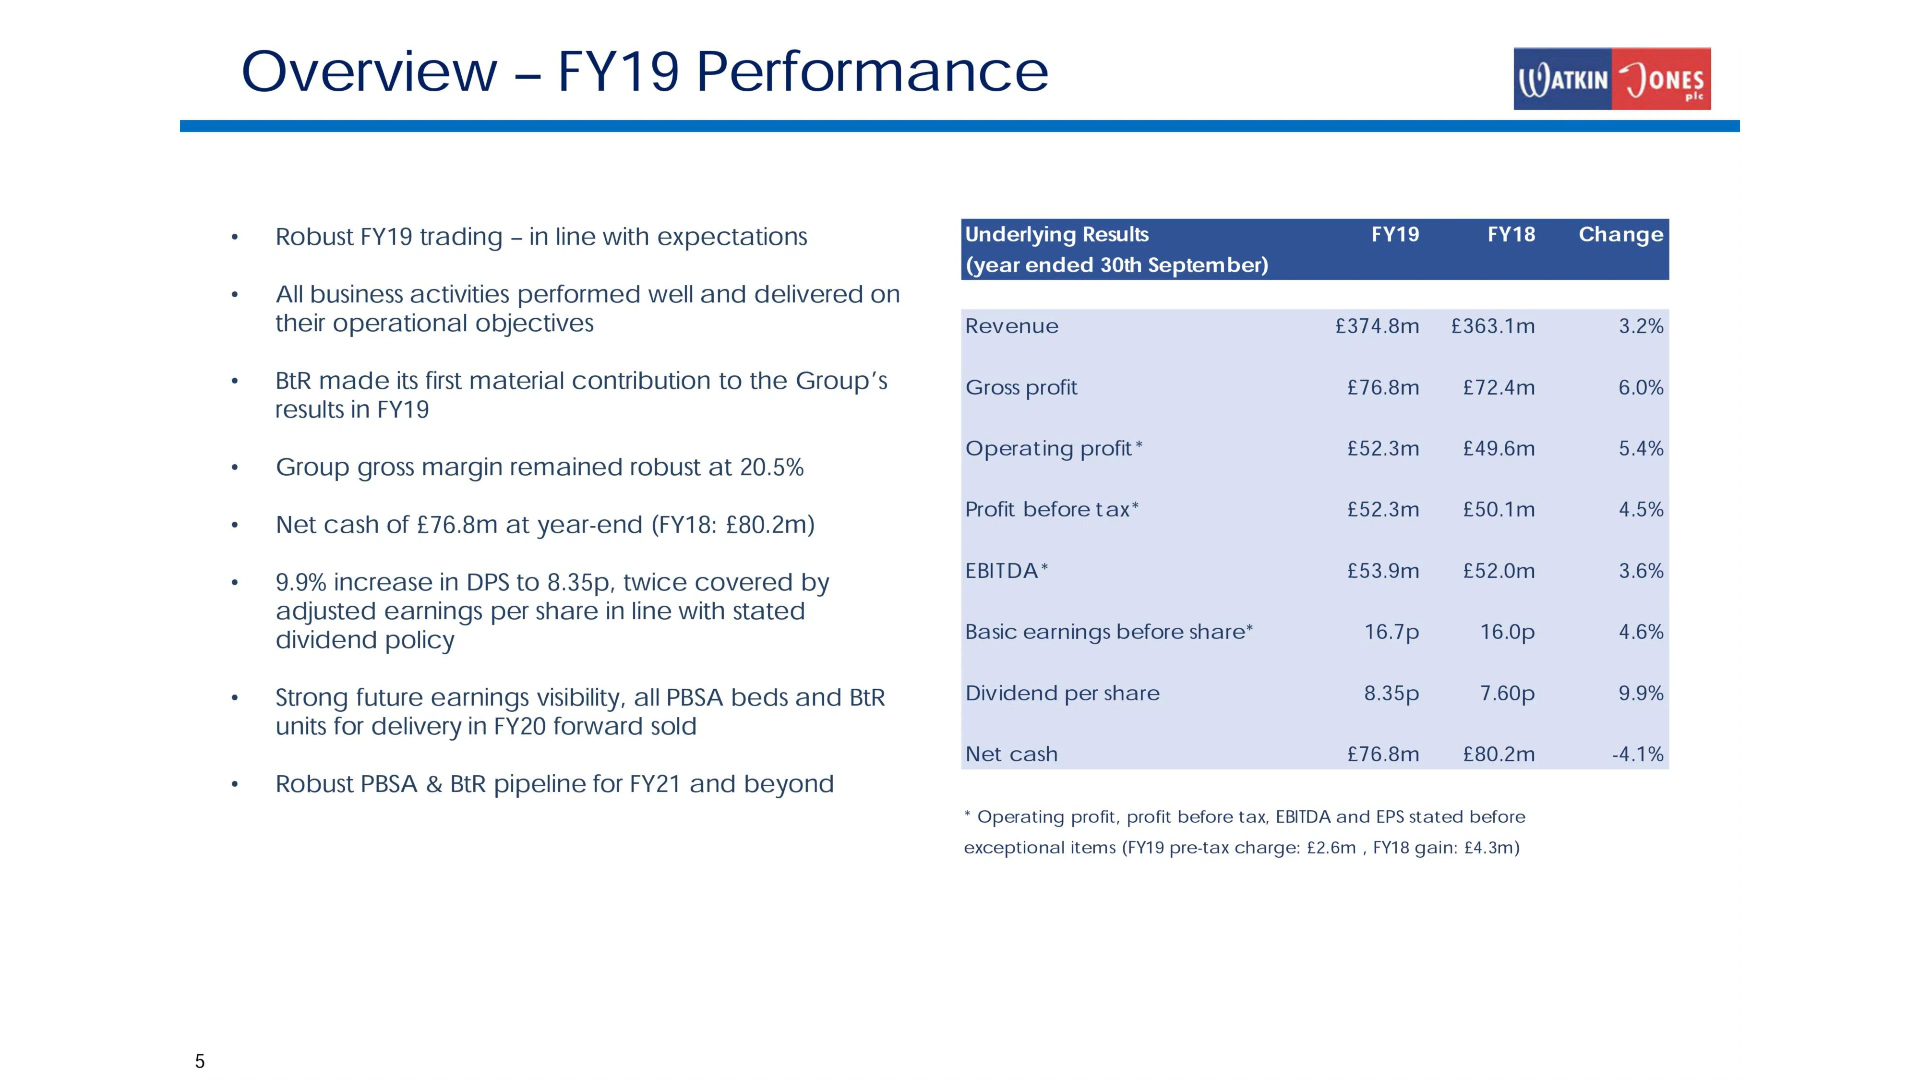 Overview – FY19 Performance
WATKIN JONES
plc
• Robust FY19 trading – in line with expectations
• All business activities performed well and delivered on
their operational objectives
• BtR made its first material contribution to the Group’s
results in FY19
• Group gross margin remained robust at 20.5%
• Net cash of £76.8m at year-end (FY18: £80.2m)
• 9.9% increase in DPS to 8.35p, twice covered by
adjusted earnings per share in line with stated
dividend policy
• Strong future earnings visibility, all PBSA beds and BtR
units for delivery in FY20 forward sold
• Robust PBSA & BtR pipeline for FY21 and beyond
Underlying Results FY19 FY18 Change
(year ended 30th September)
Revenue £374.8m £363.1m 3.2%
Gross profit £76.8m £72.4m 6.0%
Operating profit* £52.3m £49.6m 5.4%
Profit before tax* £52.3m £50.1m 4.5%
EBITDA* £53.9m £52.0m 3.6%
Basic earnings before share* 16.7p 16.0p 4.6%
Dividend per share 8.35p 7.60p 9.9%
Net cash £76.8m £80.2m -4.1%
* Operating profit, profit before tax, EBITDA and EPS stated before
exceptional items (FY19 pre-tax charge: £2.6m , FY18 gain: £4.3m)
5